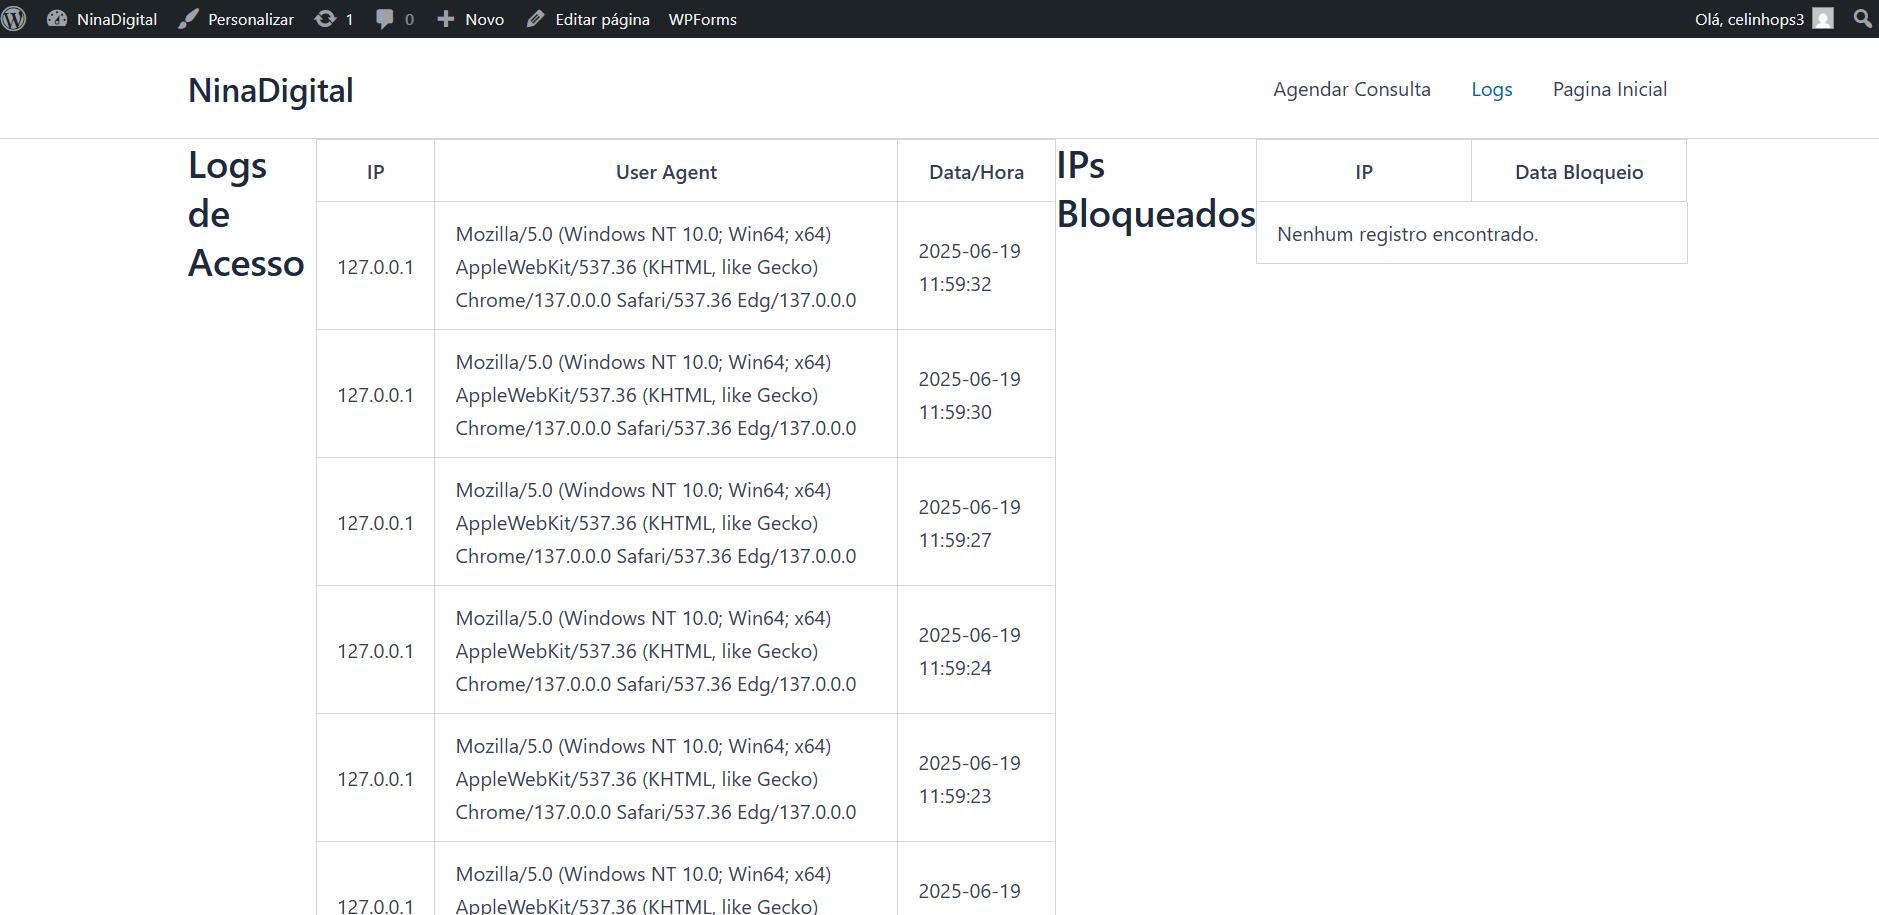 NinaDigital Personalizar 1 0 Novo Editar página WPForms Olá, celinhops3
NinaDigital
Agendar Consulta Logs Pagina Inicial
Logs
de
Acesso
IP User Agent Data/Hora
127.0.0.1
Mozilla/5.0 (Windows NT 10.0; Win64; x64)
AppleWebKit/537.36 (KHTML, like Gecko)
Chrome/137.0.0.0 Safari/537.36 Edg/137.0.0.0
2025-06-19
11:59:32
127.0.0.1
Mozilla/5.0 (Windows NT 10.0; Win64; x64)
AppleWebKit/537.36 (KHTML, like Gecko)
Chrome/137.0.0.0 Safari/537.36 Edg/137.0.0.0
2025-06-19
11:59:30
127.0.0.1
Mozilla/5.0 (Windows NT 10.0; Win64; x64)
AppleWebKit/537.36 (KHTML, like Gecko)
Chrome/137.0.0.0 Safari/537.36 Edg/137.0.0.0
2025-06-19
11:59:27
127.0.0.1
Mozilla/5.0 (Windows NT 10.0; Win64; x64)
AppleWebKit/537.36 (KHTML, like Gecko)
Chrome/137.0.0.0 Safari/537.36 Edg/137.0.0.0
2025-06-19
11:59:24
127.0.0.1
Mozilla/5.0 (Windows NT 10.0; Win64; x64)
AppleWebKit/537.36 (KHTML, like Gecko)
Chrome/137.0.0.0 Safari/537.36 Edg/137.0.0.0
2025-06-19
11:59:23
127.0.0.1
Mozilla/5.0 (Windows NT 10.0; Win64; x64)
AppleWebKit/537.36 (KHTML, like Gecko)
2025-06-19
IPs
Bloqueados
IP Data Bloqueio
Nenhum registro encontrado.